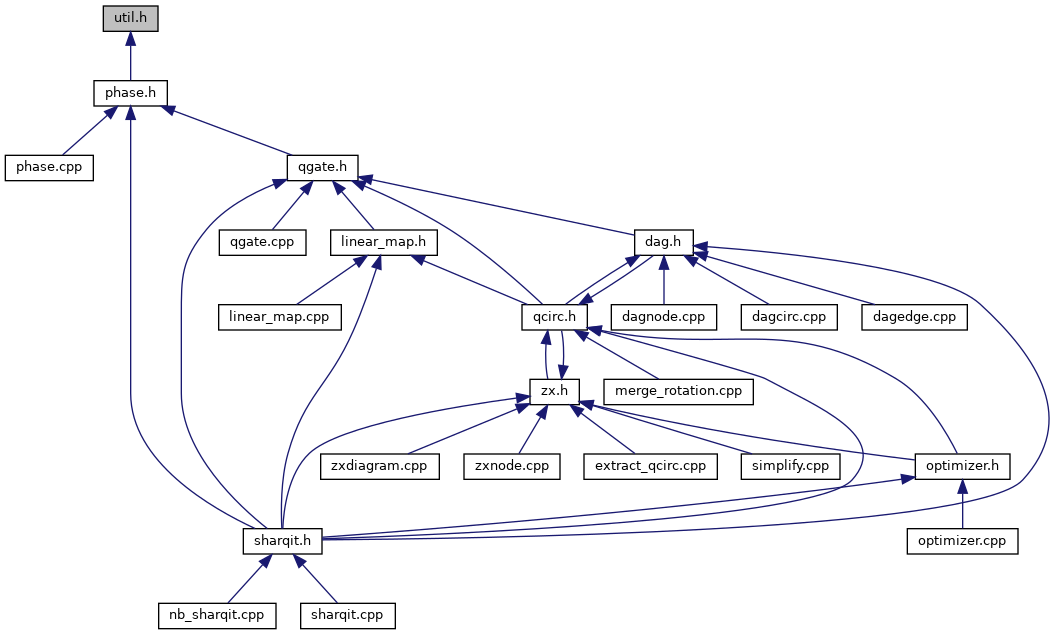 util.h
phase.h
phase.cpp
qgate.h
qgate.cpp
linear_map.h
dag.h
linear_map.cpp
qcirc.h
dagnode.cpp
dagcirc.cpp
dagedge.cpp
zx.h
merge_rotation.cpp
zxdiagram.cpp
zxnode.cpp
extract_qcirc.cpp
simplify.cpp
optimizer.h
sharqit.h
optimizer.cpp
nb_sharqit.cpp
sharqit.cpp